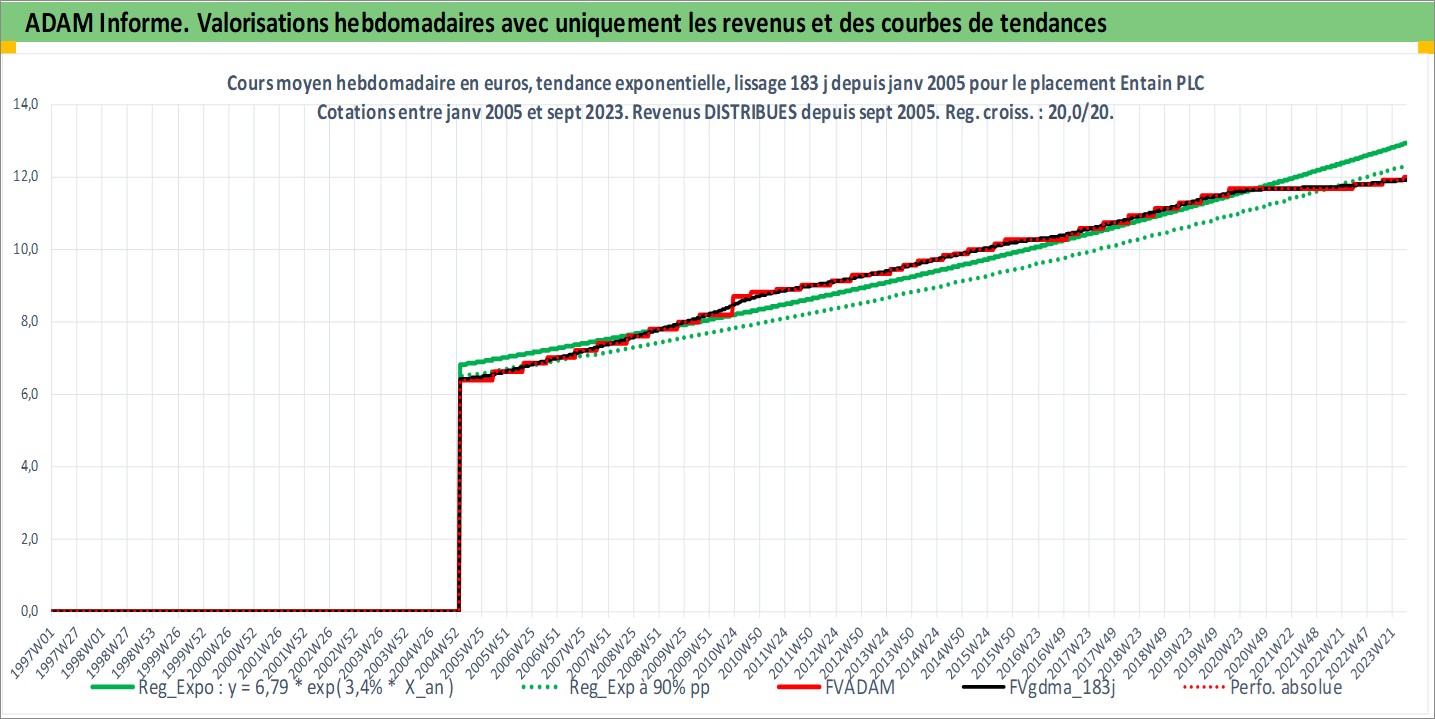 ADAM Informe. Valorisations hebdomadaires avec uniquement les revenus et des courbes de tendances
Cours moyen hebdomadaire en euros, tendance exponentielle, lissage 183 j depuis janv 2005 pour le placement Entain PLC
Cotations entre janv 2005 et sept 2023. Revenus DISTRIBUES depuis sept 2005. Reg. croiss. : 20,0/20.
14,0
12,0
10,0
8,0
6,0
4,0
2,0
0,0
1997W01
1997W27
1998W01
1998W27
1998W53
1999W26
1999W52
2000W26
2000W52
2001W26
2001W52
2002W26
2002W52
2003W26
2003W52
2004W26
2004W52
2005W25
2005W51
2006W25
2006W51
2007W25
2007W51
2008W25
2008W51
2009W25
2009W51
2010W24
2010W50
2011W24
2011W50
2012W24
2012W50
2013W24
2013W50
2014W24
2014W50
2015W24
2015W50
2016W23
2016W49
2017W23
2017W49
2018W23
2018W49
2019W23
2019W49
2020W23
2020W49
2021W22
2021W48
2022W21
2022W47
2023W21
Reg_Expo : y = 6,79 * exp( 3,4% * X_an )
Reg_Exp à 90% pp
FVADAM
FVgdma_183j
Perfo. absolue